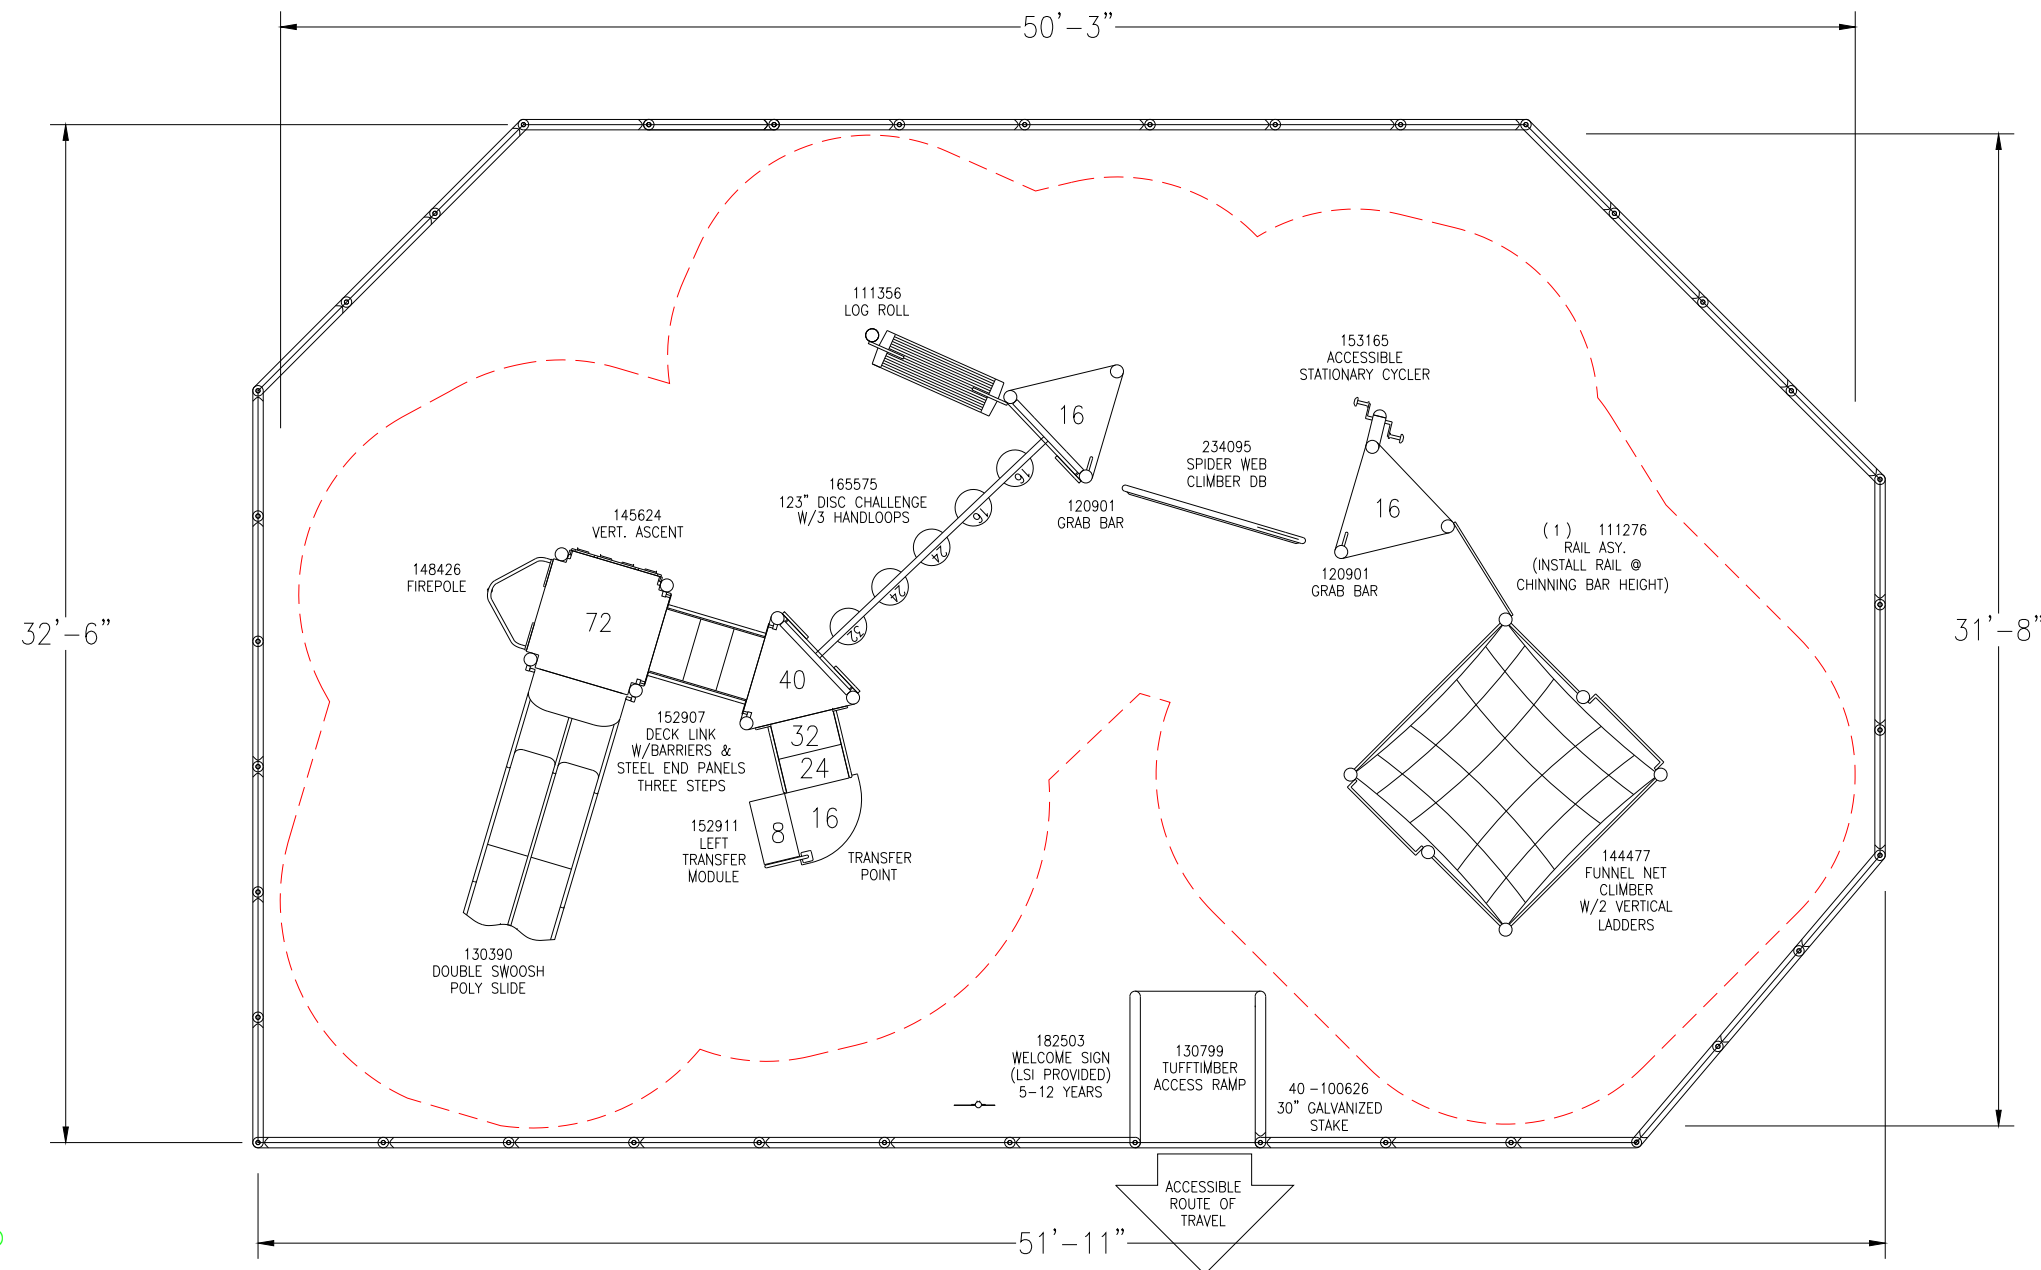 50'-3"
111356
LOG ROLL
153165
ACCESSIBLE
STATIONARY CYCLER
16
234095
SPIDER WEB
CLIMBER DB
165575
123" DISC CHALLENGE
W/3 HANDLOOPS
16
16
24
24
32
120901
GRAB BAR
16
120901
GRAB BAR
(1) 111276
RAIL ASY.
(INSTALL RAIL @
CHINNING BAR HEIGHT)
145624
VERT. ASCENT
148426
FIREPOLE
72
32'-6"
31'-8"
40
152907
DECK LINK
W/BARRIERS &
STEEL END PANELS
THREE STEPS
32
24
16
8
152911
LEFT
TRANSFER
MODULE
TRANSFER
POINT
144477
FUNNEL NET
CLIMBER
W/2 VERTICAL
LADDERS
130390
DOUBLE SWOOSH
POLY SLIDE
182503
WELCOME SIGN
(LSI PROVIDED)
5-12 YEARS
130799
TUFFTIMBER
ACCESS RAMP
40 -100626
30" GALVANIZED
STAKE
ACCESSIBLE
ROUTE OF
TRAVEL
51'-11"